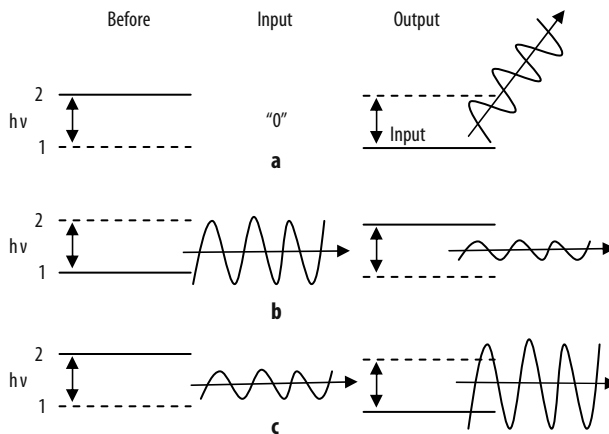 Before Input Output
2
hν
1
"0"
Input
a
2
hν
1
b
2
hν
1
c